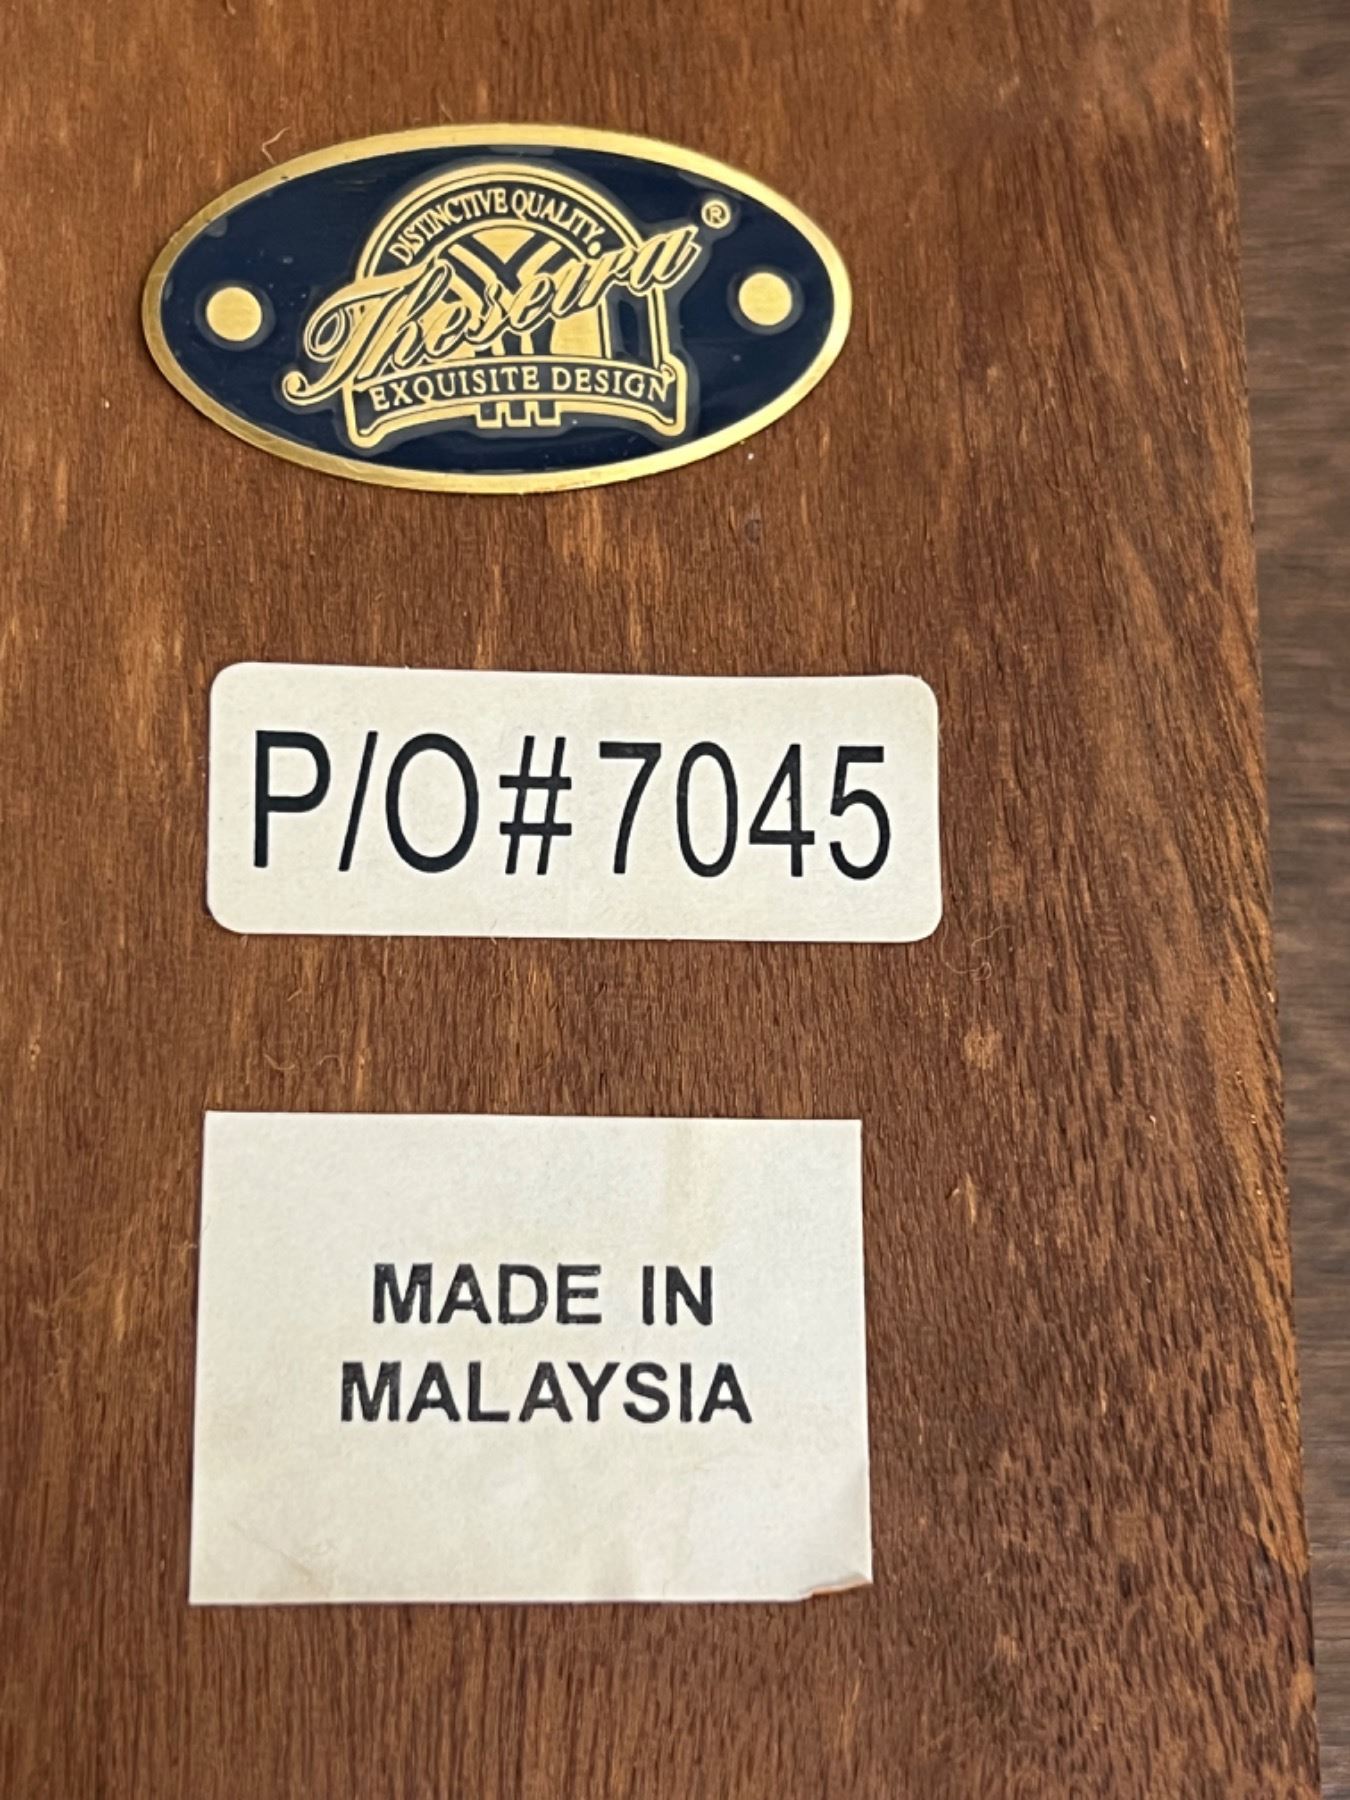 DISTINCTIVE QUALITY.
Theseira®
EXQUISITE DESIGN
P/O#7045
MADE IN
MALAYSIA